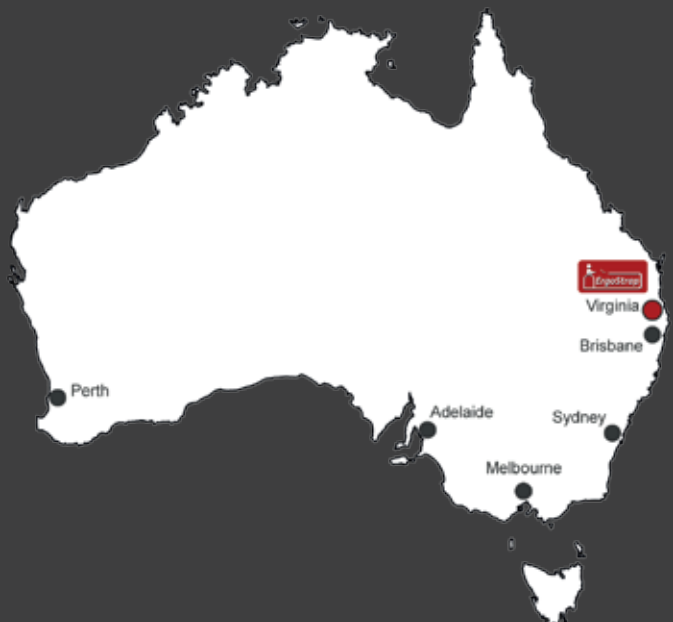 ErgoStrap
Virginia
Brisbane
Perth
Adelaide
Sydney
Melbourne